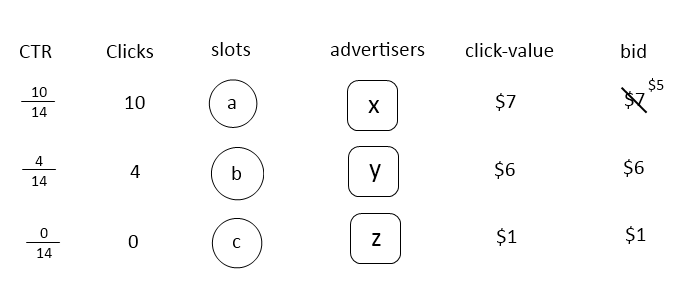 CTR Clicks slots advertisers click-value bid
10/14 10 a x $7 $7 $5
4/14 4 b y $6 $6
0/14 0 c z $1 $1